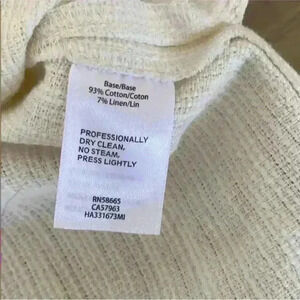 Base/Base
93% Cotton/Coton
7% Linen/Lin
PROFESSIONALLY
DRY CLEAN.
NO STEAM.
PRESS LIGHTLY
RN58665
CA57963
HA331673MI